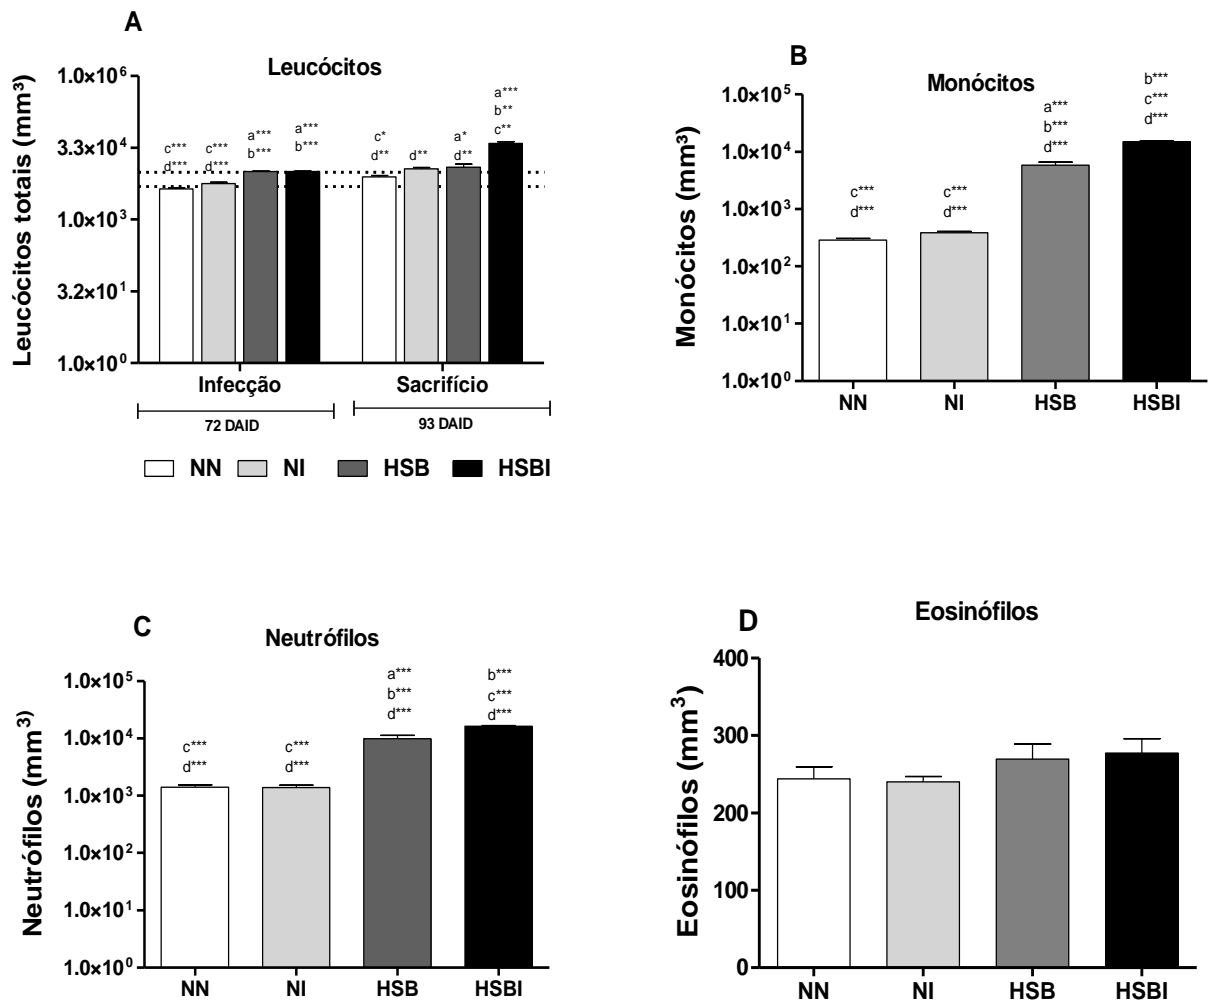 A
Leucócitos
Leucócitos totais (mm³)
1.0×10⁶
3.3×10⁴
1.0×10³
3.2×10¹
1.0×10⁰
c***
d***
c***
d***
a***
b***
a***
b***
c*
d**
d**
a*
d**
a***
b**
c**
Infecção
Sacrifício
72 DAID
93 DAID
NN NI HSB HSBI
B
Monócitos
Monócitos (mm³)
1.0×10⁵
1.0×10⁴
1.0×10³
1.0×10²
1.0×10¹
1.0×10⁰
c***
d***
c***
d***
a***
b***
d***
b***
c***
d***
NN NI HSB HSBI
C
Neutrófilos
Neutrófilos (mm³)
1.0×10⁵
1.0×10⁴
1.0×10³
1.0×10²
1.0×10¹
1.0×10⁰
c***
d***
c***
d***
a***
b***
d***
b***
c***
d***
NN NI HSB HSBI
D
Eosinófilos
Eosinófilos (mm³)
400
300
200
100
0
NN NI HSB HSBI